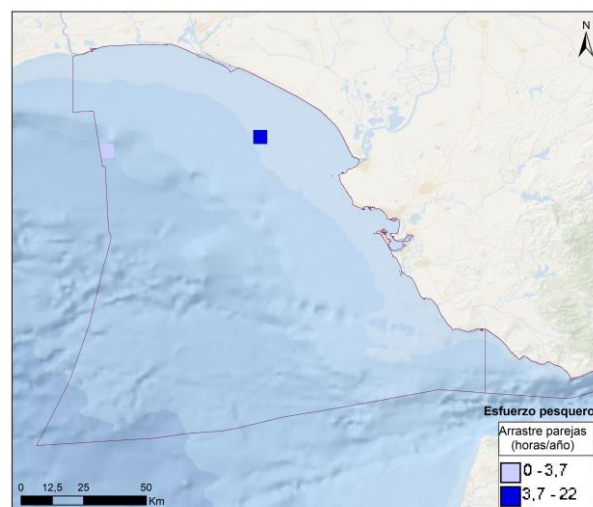 N
Esfuerzo pesquero
Arrastre parejas
(horas/año)
0 - 3,7
3,7 - 22
0 12,5 25 50
Km